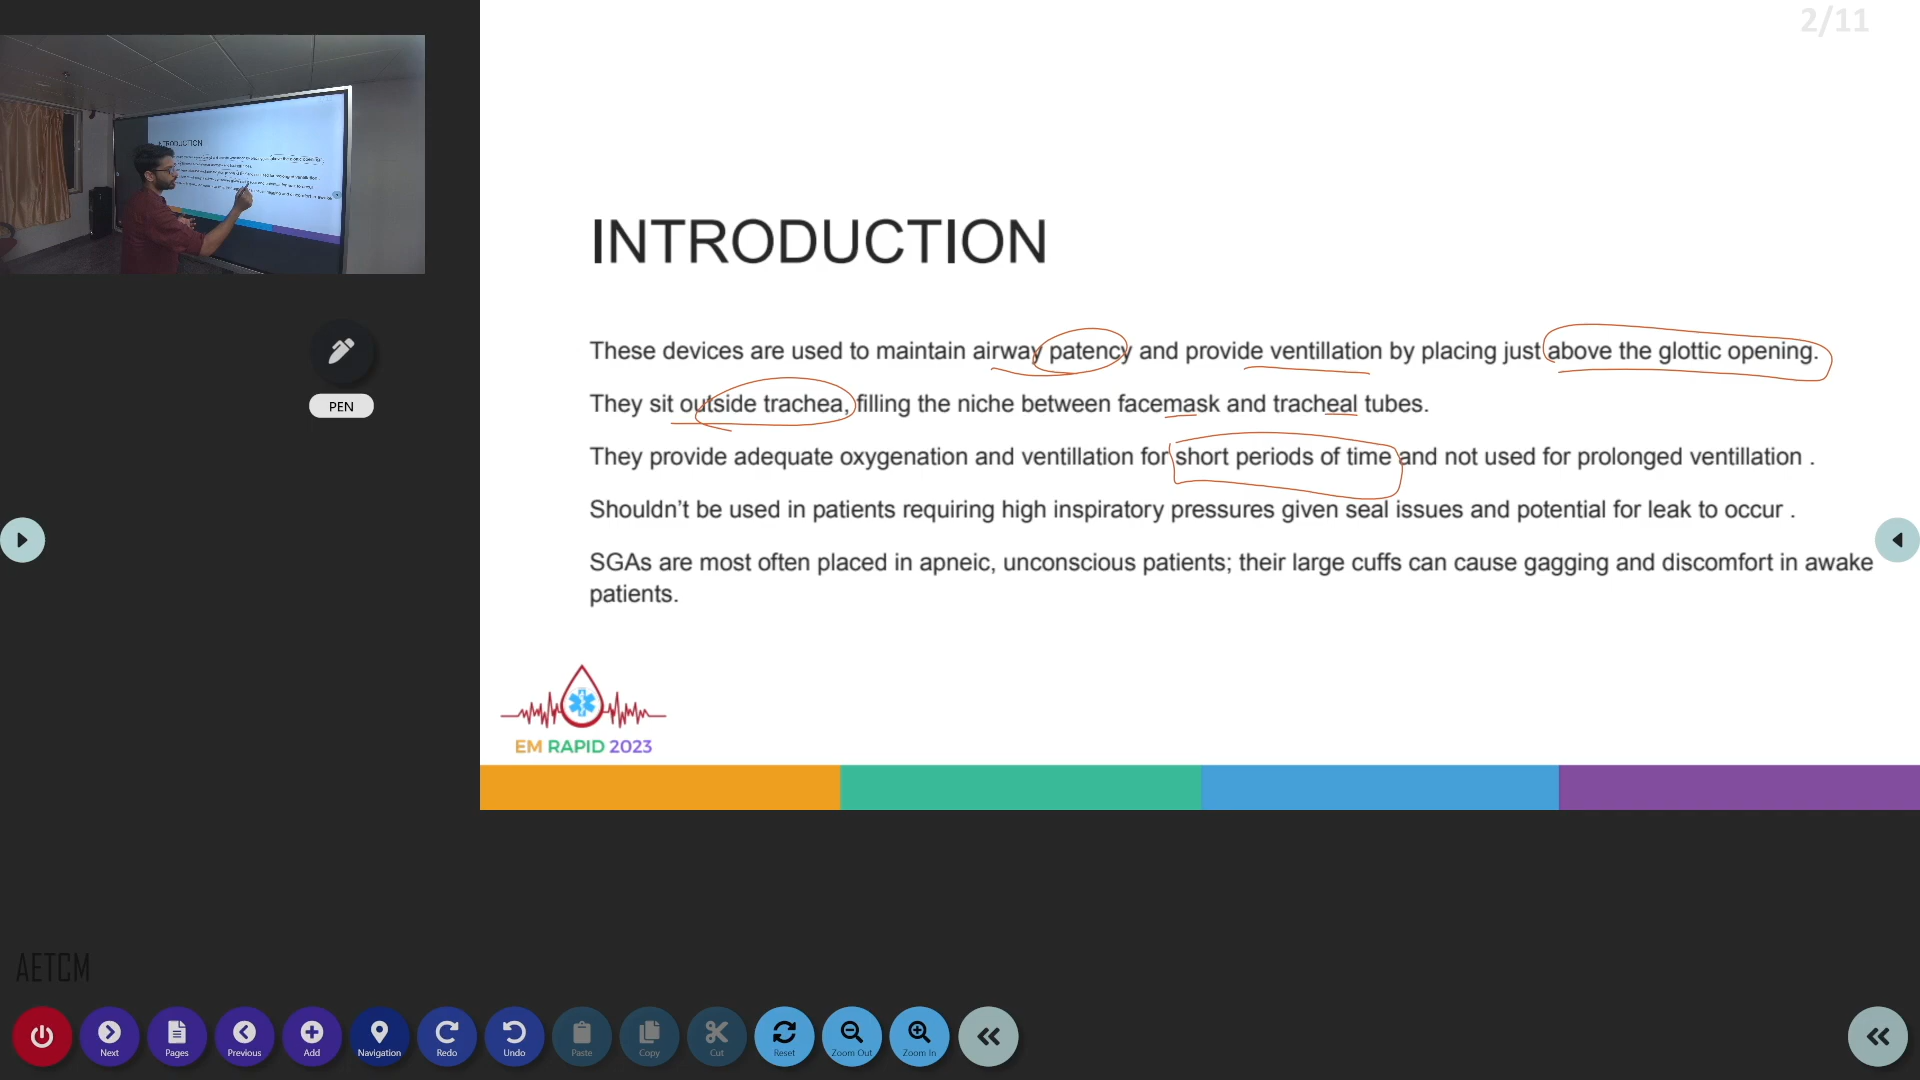 2/11
INTRODUCTION
INTRODUCTION
These devices are used to maintain airway patency and provide ventillation by placing just above the glottic opening.
They sit outside trachea, filling the niche between facemask and tracheal tubes.
They provide adequate oxygenation and ventillation for short periods of time and not used for prolonged ventillation .
Shouldn't be used in patients requiring high inspiratory pressures given seal issues and potential for leak to occur .
SGAs are most often placed in apneic, unconscious patients; their large cuffs can cause gagging and discomfort in awake
patients.
PEN
EM RAPID 2023
AETCM
Next
Pages
Previous
Add
Navigation
Redo
Undo
Paste
Copy
Cut
Reset
Zoom Out
Zoom In